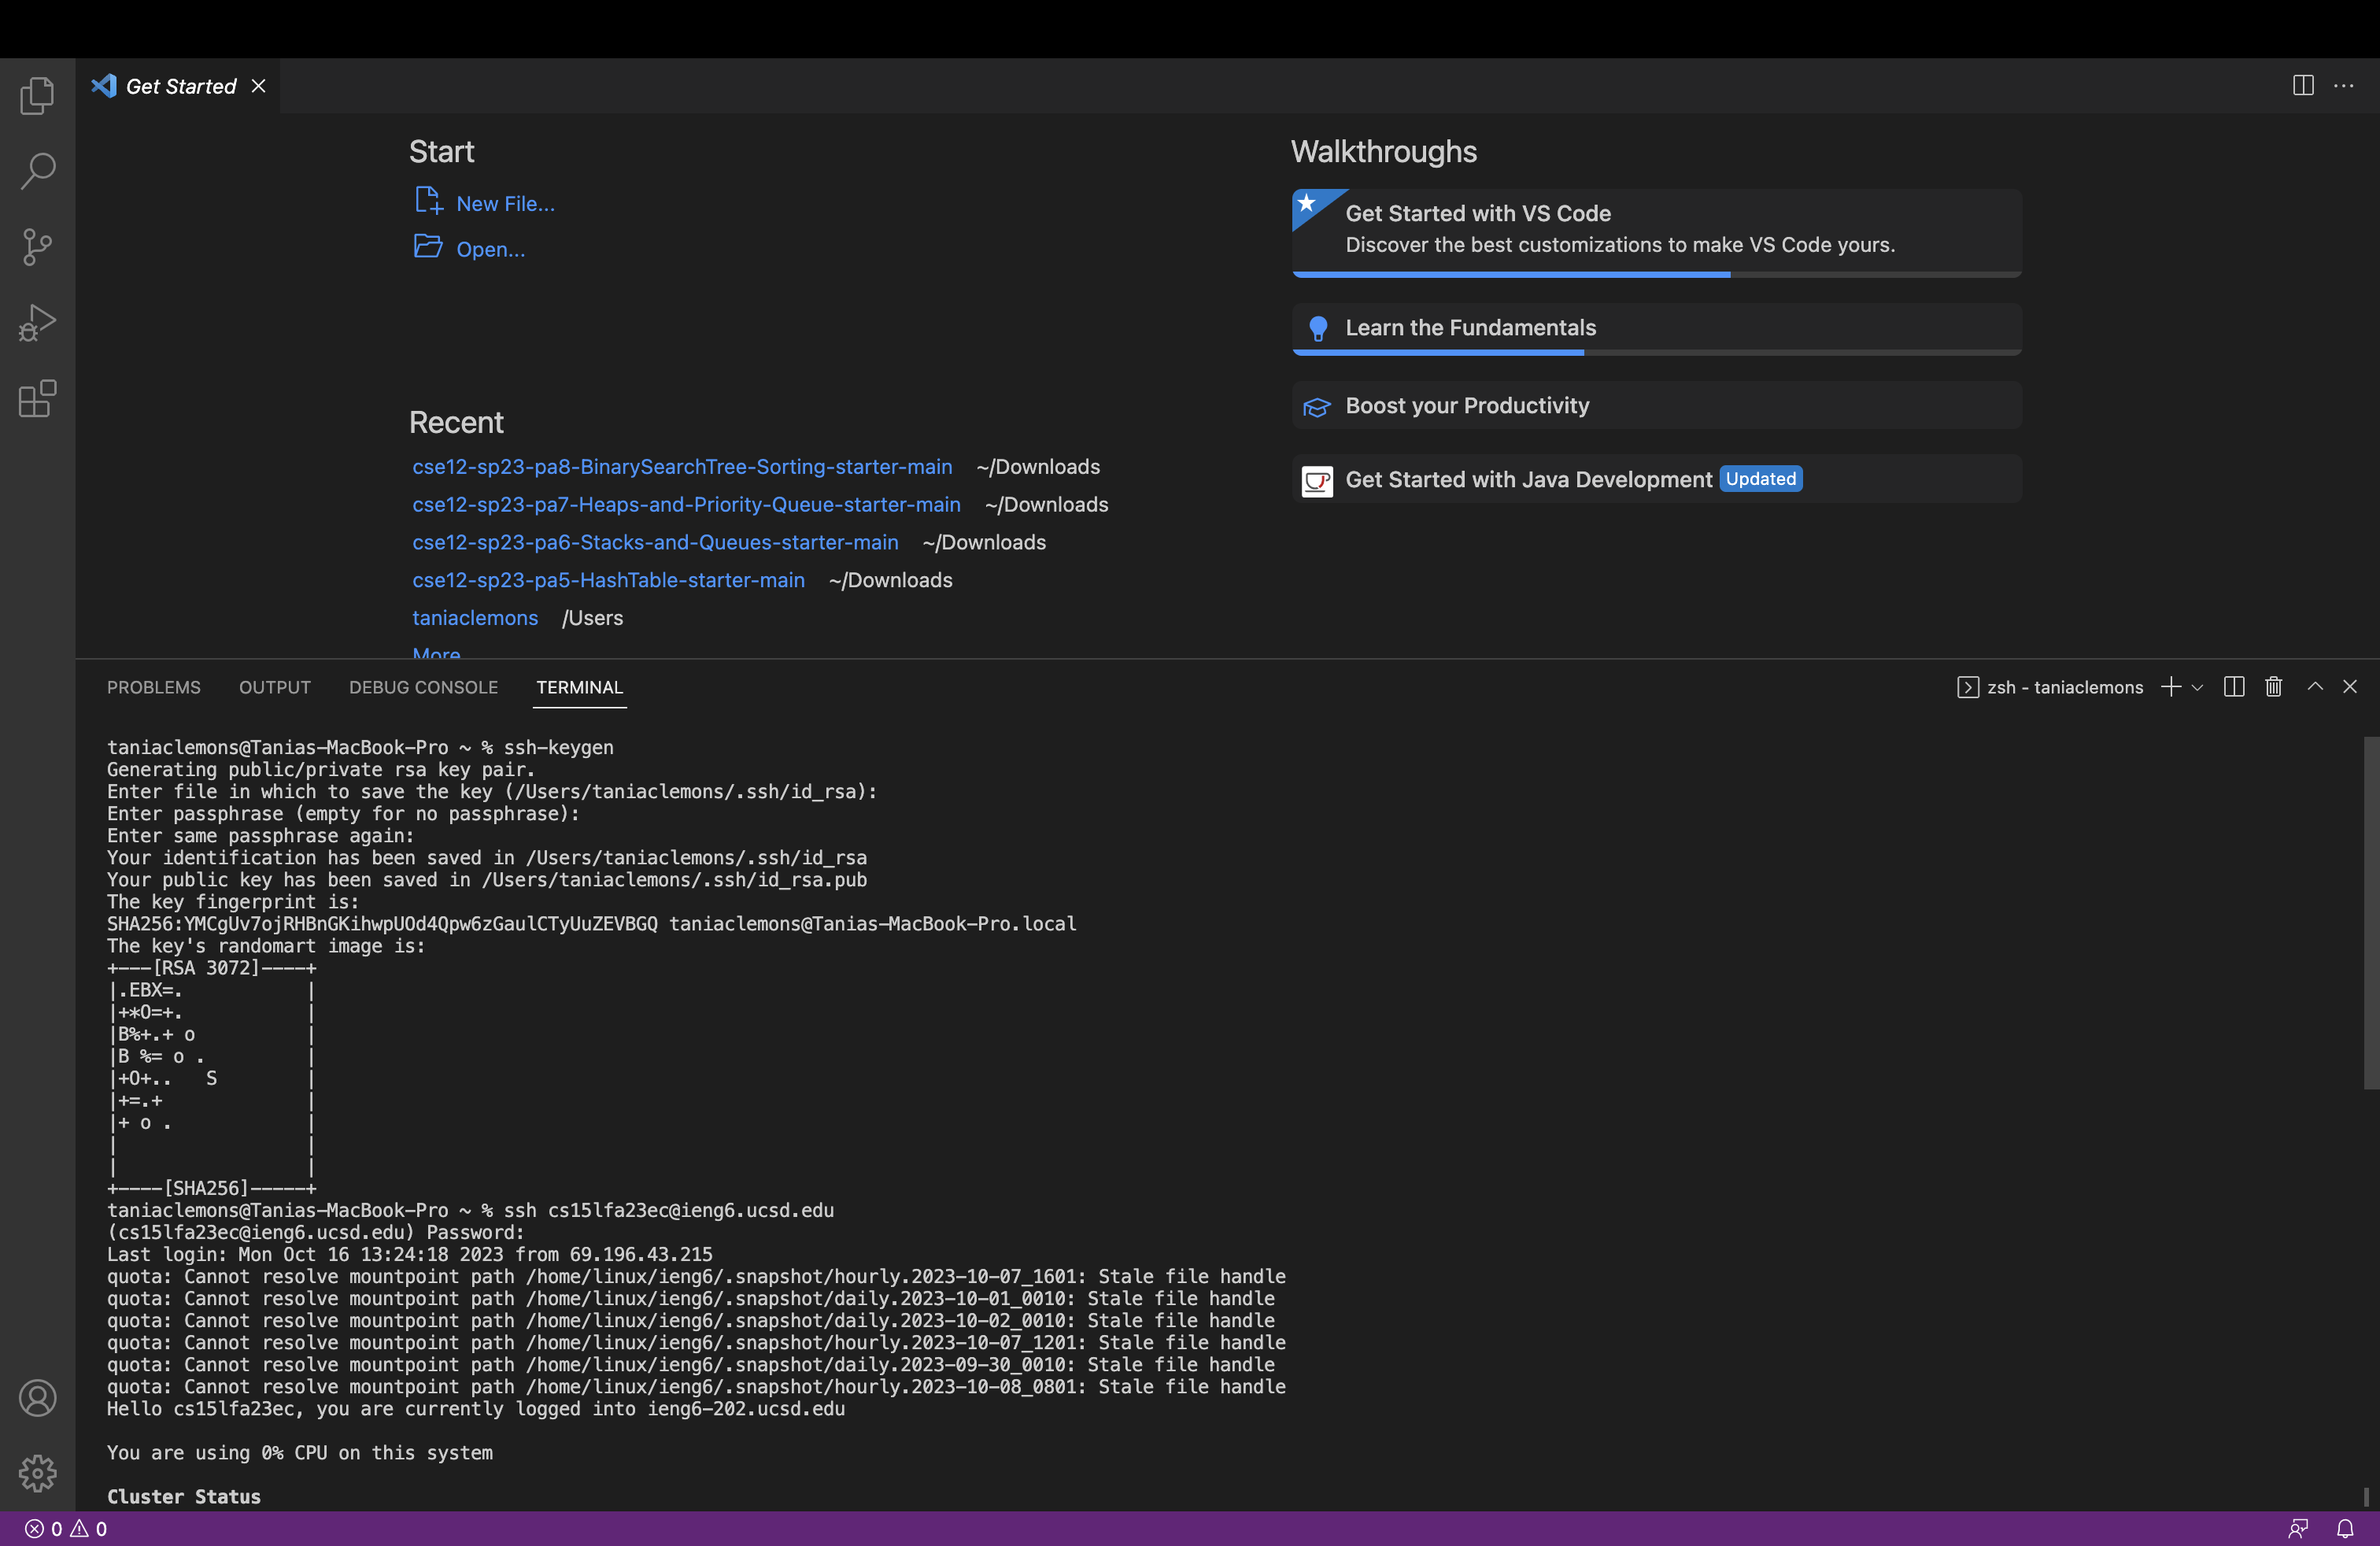 Get Started
Start
New File...
Open...
Recent
cse12-sp23-pa8-BinarySearchTree-Sorting-starter-main ~/Downloads
cse12-sp23-pa7-Heaps-and-Priority-Queue-starter-main ~/Downloads
cse12-sp23-pa6-Stacks-and-Queues-starter-main ~/Downloads
cse12-sp23-pa5-HashTable-starter-main ~/Downloads
taniaclemons /Users
More
Walkthroughs
Get Started with VS Code
Discover the best customizations to make VS Code yours.
Learn the Fundamentals
Boost your Productivity
Get Started with Java Development Updated
PROBLEMS OUTPUT DEBUG CONSOLE TERMINAL
zsh - taniaclemons
taniaclemons@Tanias-MacBook-Pro ~ % ssh-keygen
Generating public/private rsa key pair.
Enter file in which to save the key (/Users/taniaclemons/.ssh/id_rsa):
Enter passphrase (empty for no passphrase):
Enter same passphrase again:
Your identification has been saved in /Users/taniaclemons/.ssh/id_rsa
Your public key has been saved in /Users/taniaclemons/.ssh/id_rsa.pub
The key fingerprint is:
SHA256:YMCgUv7ojRHBnGKihwpUOd4Qpw6zGaulCTyUuZEVBGQ taniaclemons@Tanias-MacBook-Pro.local
The key's randomart image is:
+---[RSA 3072]----+
|.EBX=.           |
|+*O=+.           |
|B%+.+ o          |
|B %= o .         |
|+O+..   S        |
|+=.+             |
|+ o .            |
|                 |
|                 |
+----[SHA256]-----+
taniaclemons@Tanias-MacBook-Pro ~ % ssh cs15lfa23ec@ieng6.ucsd.edu
(cs15lfa23ec@ieng6.ucsd.edu) Password:
Last login: Mon Oct 16 13:24:18 2023 from 69.196.43.215
quota: Cannot resolve mountpoint path /home/linux/ieng6/.snapshot/hourly.2023-10-07_1601: Stale file handle
quota: Cannot resolve mountpoint path /home/linux/ieng6/.snapshot/daily.2023-10-01_0010: Stale file handle
quota: Cannot resolve mountpoint path /home/linux/ieng6/.snapshot/daily.2023-10-02_0010: Stale file handle
quota: Cannot resolve mountpoint path /home/linux/ieng6/.snapshot/hourly.2023-10-07_1201: Stale file handle
quota: Cannot resolve mountpoint path /home/linux/ieng6/.snapshot/daily.2023-09-30_0010: Stale file handle
quota: Cannot resolve mountpoint path /home/linux/ieng6/.snapshot/hourly.2023-10-08_0801: Stale file handle
Hello cs15lfa23ec, you are currently logged into ieng6-202.ucsd.edu
You are using 0% CPU on this system
Cluster Status
0 0